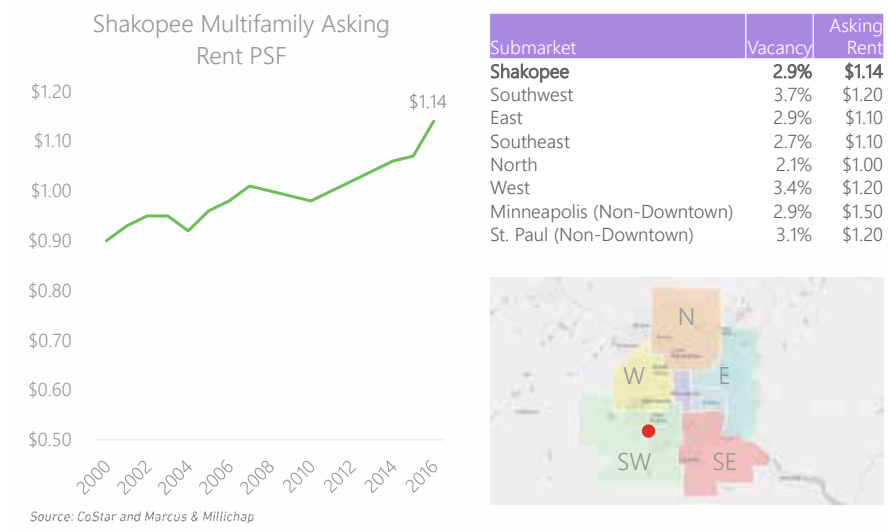 Shakopee Multifamily Asking
Rent PSF
$1.20
$1.10
$1.00
$0.90
$0.80
$0.70
$0.60
$0.50
$1.14
2000
2002
2004
2006
2008
2010
2012
2014
2016
Source: CoStar and Marcus & Millichap
Submarket Vacancy Asking Rent
Shakopee 2.9% $1.14
Southwest 3.7% $1.20
East 2.9% $1.10
Southeast 2.7% $1.10
North 2.1% $1.00
West 3.4% $1.20
Minneapolis (Non-Downtown) 2.9% $1.50
St. Paul (Non-Downtown) 3.1% $1.20
N
W
E
SW
SE